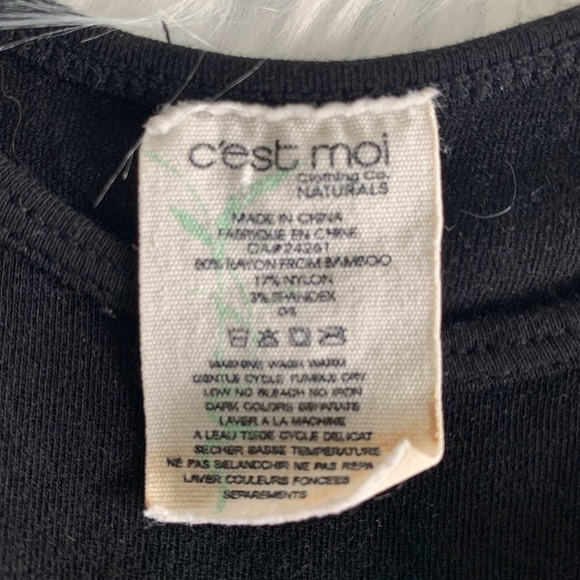 c'est moi
Clothing Co.
NATURALS
MADE IN CHINA
FABRIQUE EN CHINE
CA# 24261
80% RAYON FROM BAMBOO
17% NYLON
3% SPANDEX
O/S
MACHINE WASH WARM
GENTLE CYCLE TUMBLE DRY
LOW NO BLEACH NO IRON
DARK COLORS SEPARATE
LAVER A LA MACHINE
A LEAU TIEDE CYCLE DELICAT
SECHER BASSE TEMPERATURE
NE PAS BELANDCHIR NE PAS REPA
LAVER COULEURS FONCEES
SEPAREMENTS